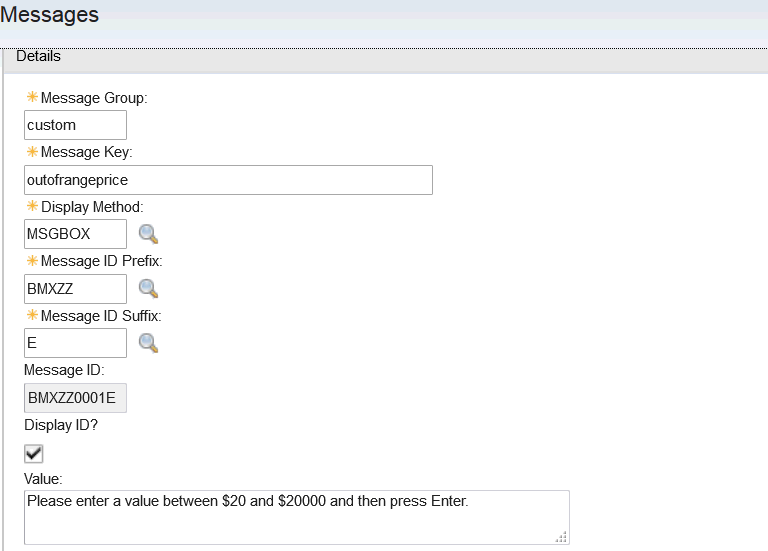 Messages
Details
Message Group:
custom
Message Key:
outofrangeprice
Display Method:
MSGBOX
Message ID Prefix:
BMXZZ
Message ID Suffix:
E
Message ID:
BMXZZ0001E
Display ID?
Value:
Please enter a value between $20 and $20000 and then press Enter.